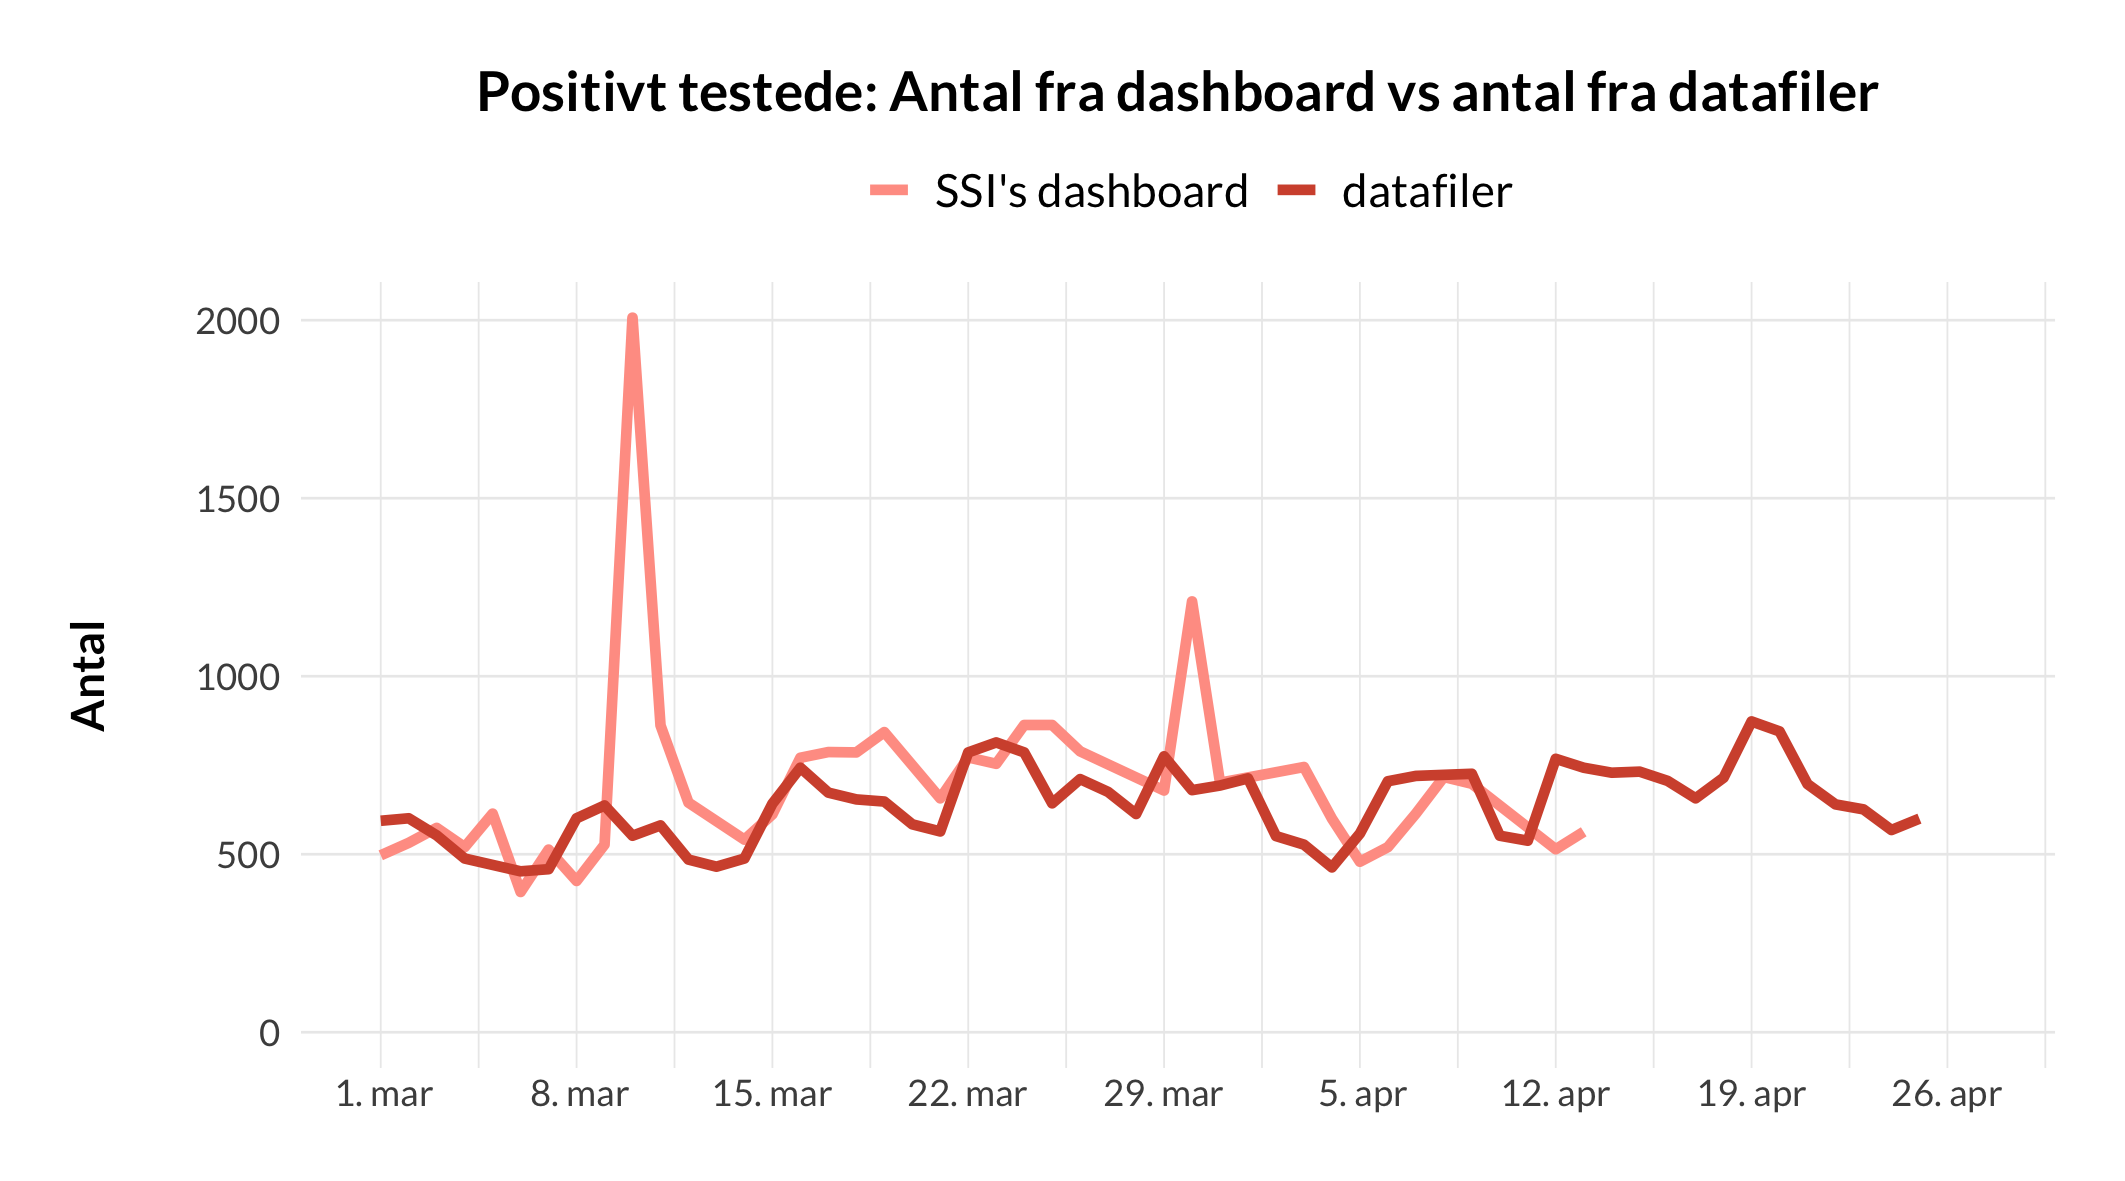 Positivt testede: Antal fra dashboard vs antal fra datafiler
SSI's dashboard datafiler
Antal
2000
1500
1000
500
0
1. mar 8. mar 15. mar 22. mar 29. mar 5. apr 12. apr 19. apr 26. apr